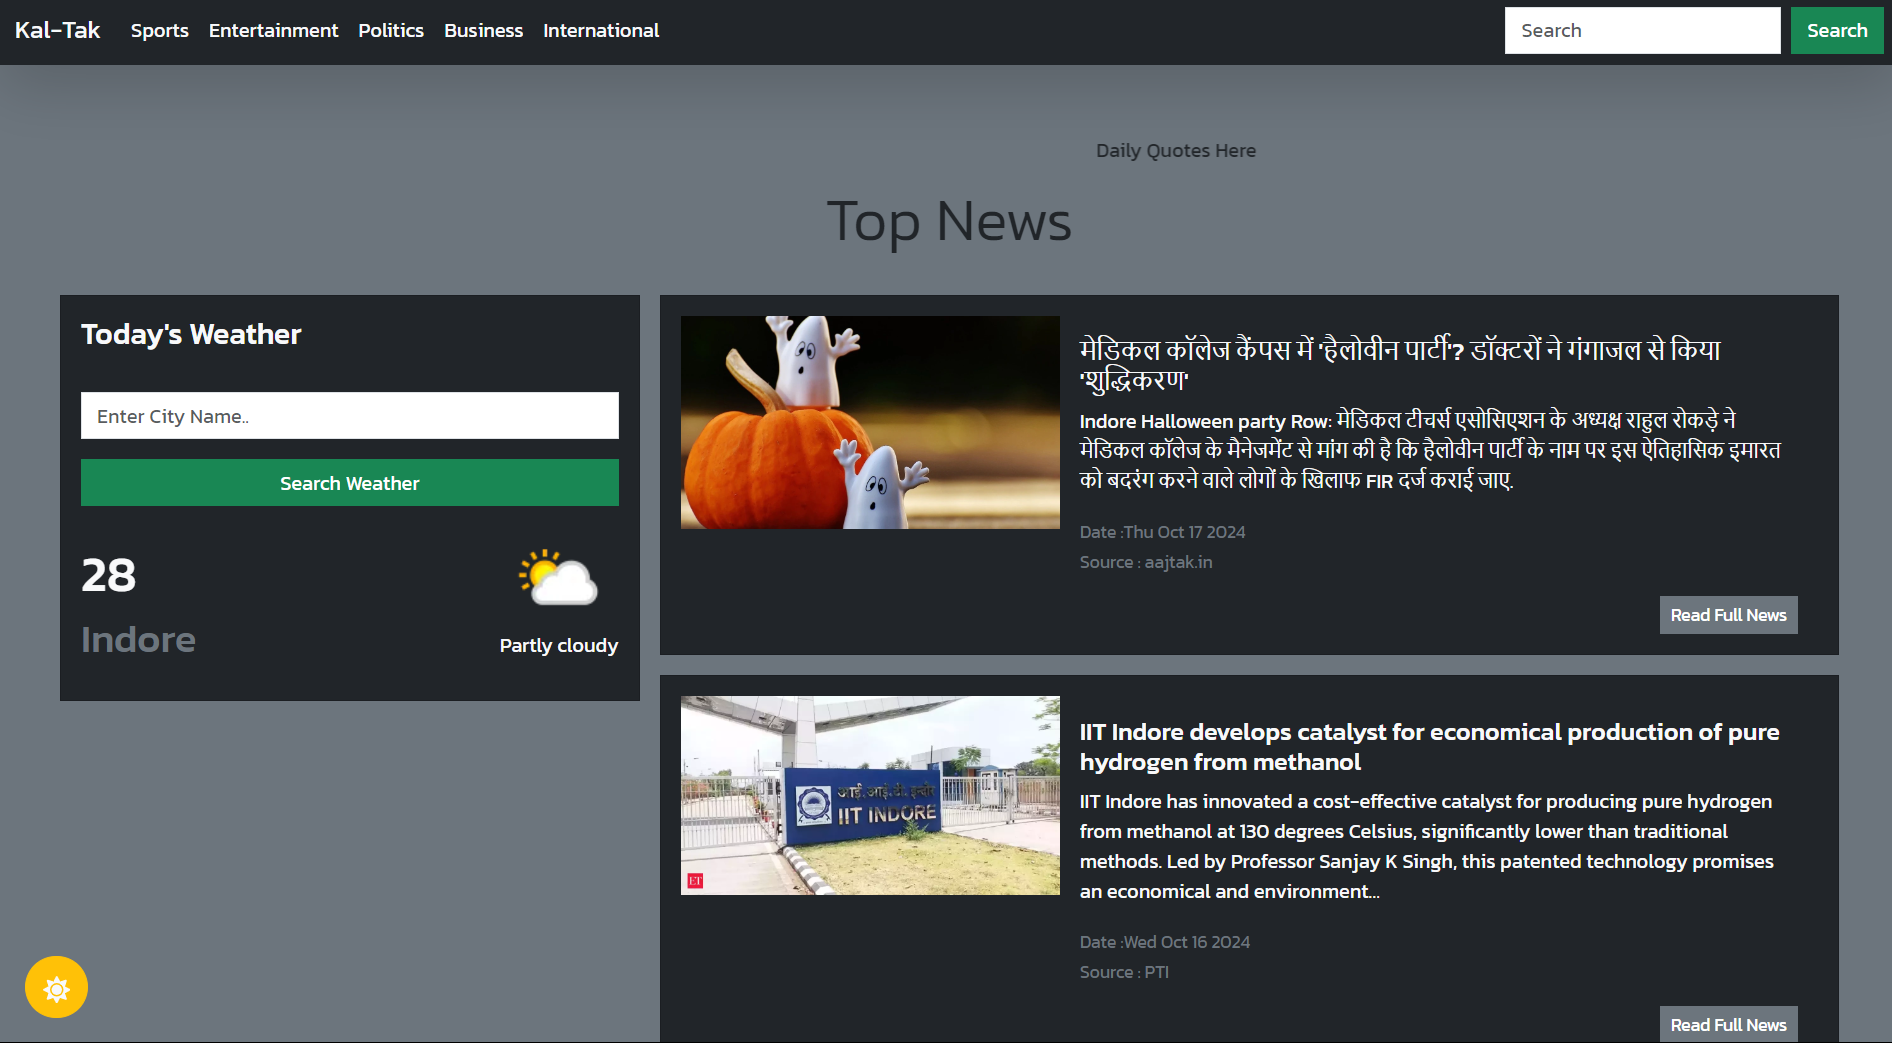 Kal-Tak Sports Entertainment Politics Business International Search Search
Daily Quotes Here
Top News
Today's Weather
Enter City Name..
Search Weather
28
Indore
Partly cloudy
मेडिकल कॉलेज कैंपस में 'हैलोवीन पार्टी'? डॉक्टरों ने गंगाजल से किया
'शुद्धिकरण'
Indore Halloween party Row: मेडिकल टीचर्स एसोसिएशन के अध्यक्ष राहुल रोकड़े ने
मेडिकल कॉलेज के मैनेजमेंट से मांग की है कि हैलोवीन पार्टी के नाम पर इस ऐतिहासिक इमारत
को बदरंग करने वाले लोगों के खिलाफ FIR दर्ज कराई जाए.
Date :Thu Oct 17 2024
Source : aajtak.in
Read Full News
आई.आई.टी. इन्दौर
IIT INDORE
ET
IIT Indore develops catalyst for economical production of pure
hydrogen from methanol
IIT Indore has innovated a cost-effective catalyst for producing pure hydrogen
from methanol at 130 degrees Celsius, significantly lower than traditional
methods. Led by Professor Sanjay K Singh, this patented technology promises
an economical and environment...
Date :Wed Oct 16 2024
Source : PTI
Read Full News